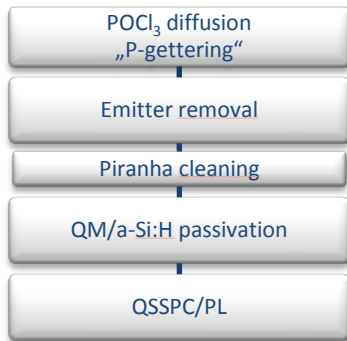 POCl₃ diffusion
„P-gettering“
Emitter removal
Piranha cleaning
QM/a-Si:H passivation
QSSPC/PL